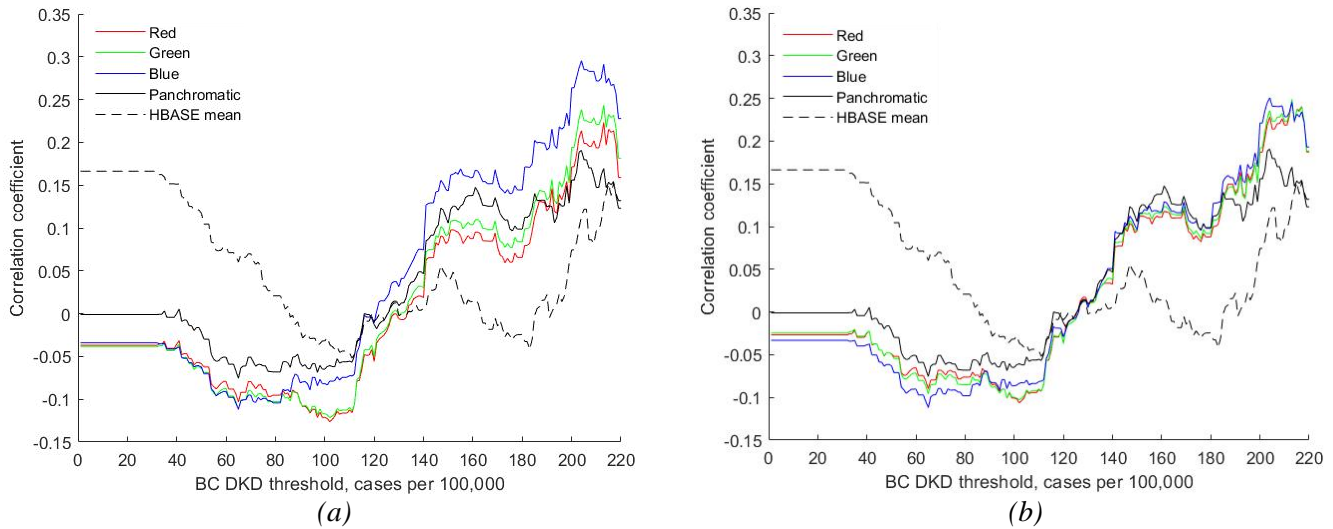 0.35
0.3
0.25
0.2
0.15
0.1
0.05
0
-0.05
-0.1
-0.15
Correlation coefficient
Red
Green
Blue
Panchromatic
HBASE mean
0 20 40 60 80 100 120 140 160 180 200 220
BC DKD threshold, cases per 100,000
(a)
0.35
0.3
0.25
0.2
0.15
0.1
0.05
0
-0.05
-0.1
-0.15
Correlation coefficient
Red
Green
Blue
Panchromatic
HBASE mean
0 20 40 60 80 100 120 140 160 180 200 220
BC DKD threshold, cases per 100,000
(b)